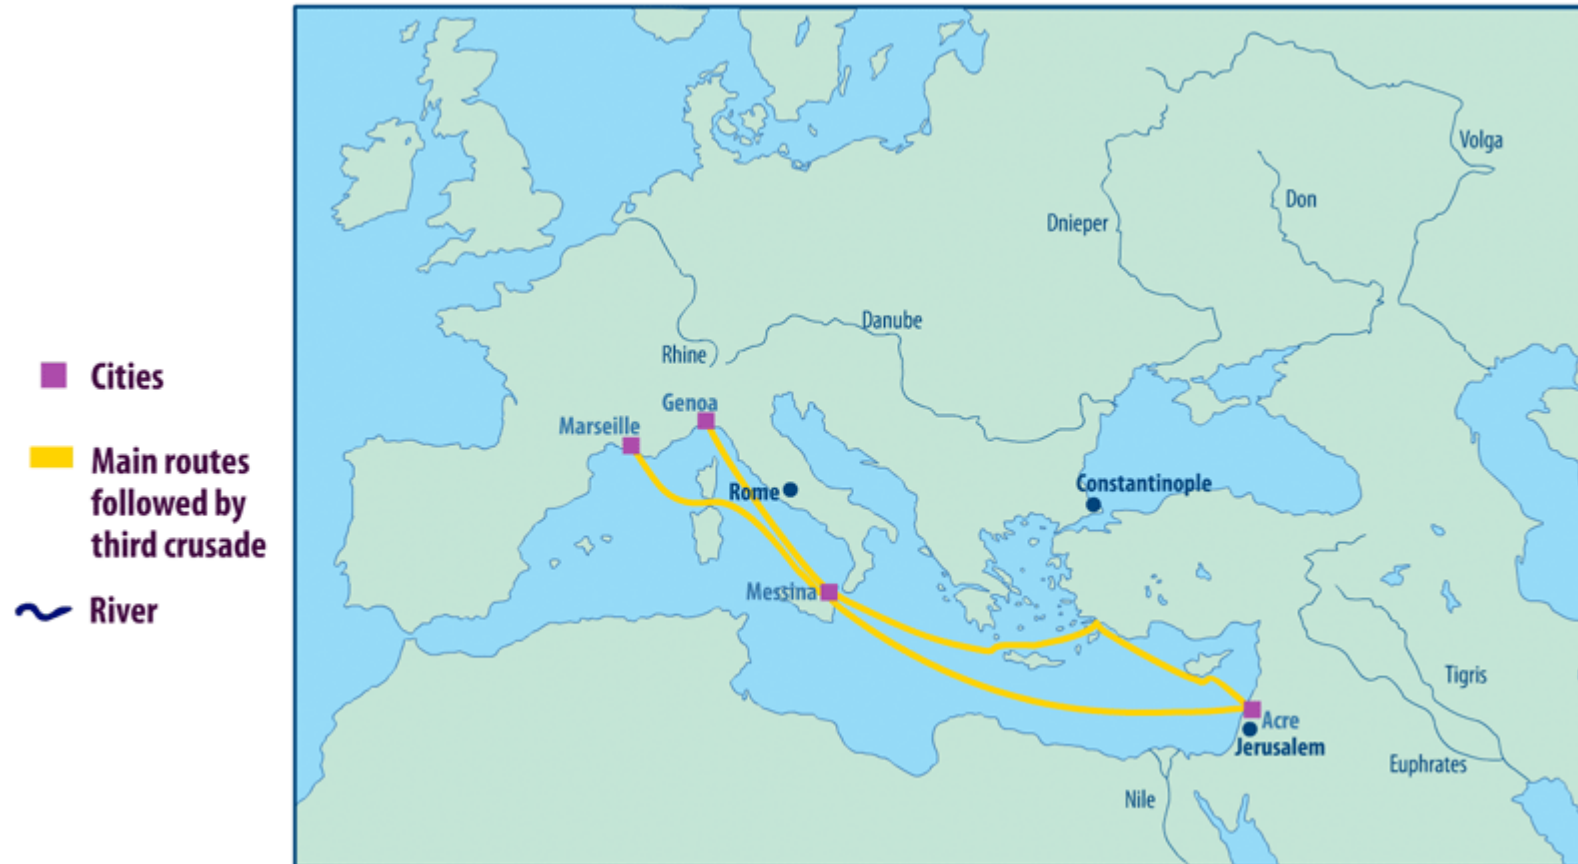 Cities
Main routes
followed by
third crusade
River
Volga
Don
Dnieper
Danube
Rhine
Genoa
Marseille
Rome
Constantinople
Messina
Tigris
Acre
Jerusalem
Euphrates
Nile